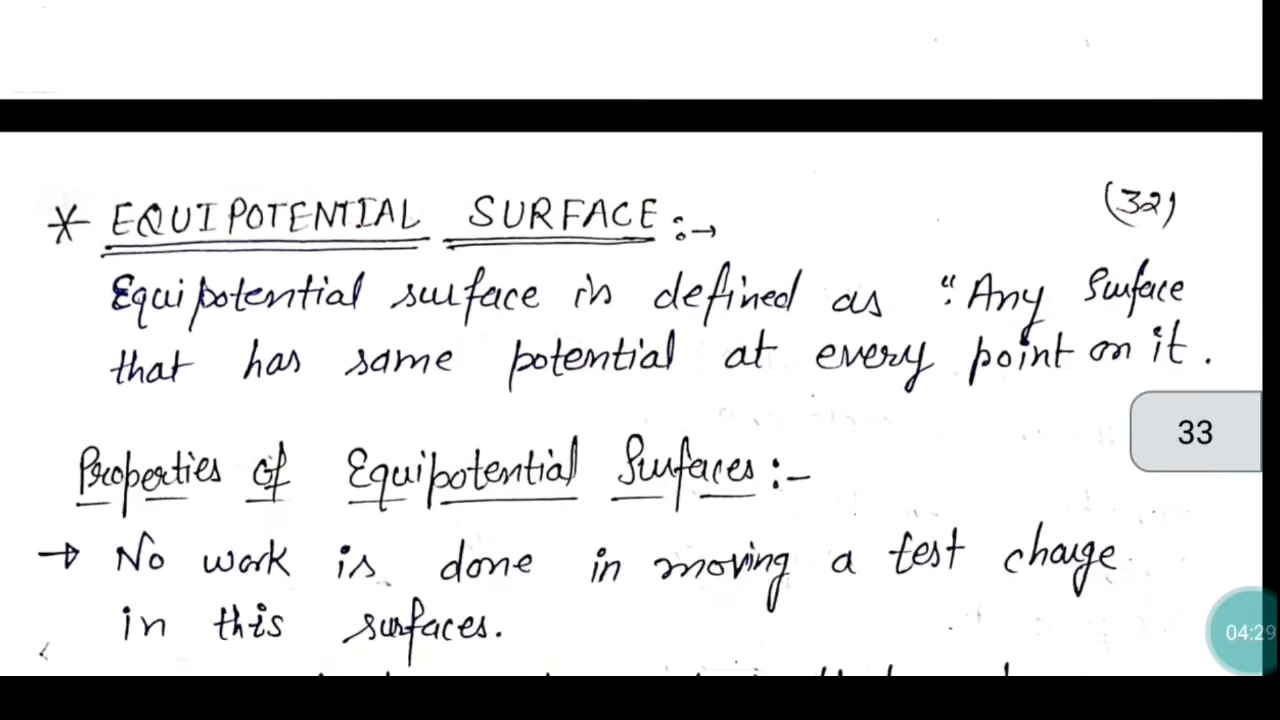 * EQUIPOTENTIAL SURFACE :→ (32)
Equipotential surface is defined as "Any Surface
that has same potential at every point on it.
33
Properties of Equipotential Surfaces :-
→ No work is done in moving a test charge
in this surfaces.
04:29